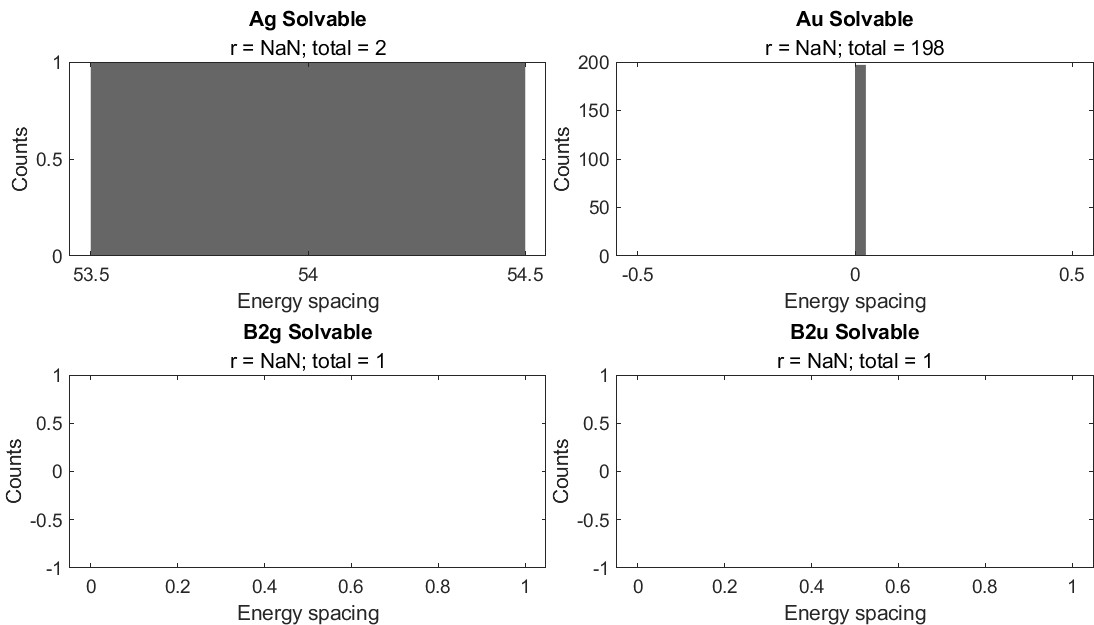 Ag Solvable
r = NaN; total = 2
1
0.5
0
Counts
53.5
54
54.5
Energy spacing
Au Solvable
r = NaN; total = 198
200
150
100
50
0
Counts
-0.5
0
0.5
Energy spacing
B2g Solvable
r = NaN; total = 1
1
0.5
0
-0.5
-1
Counts
0
0.2
0.4
0.6
0.8
1
Energy spacing
B2u Solvable
r = NaN; total = 1
1
0.5
0
-0.5
-1
Counts
0
0.2
0.4
0.6
0.8
1
Energy spacing